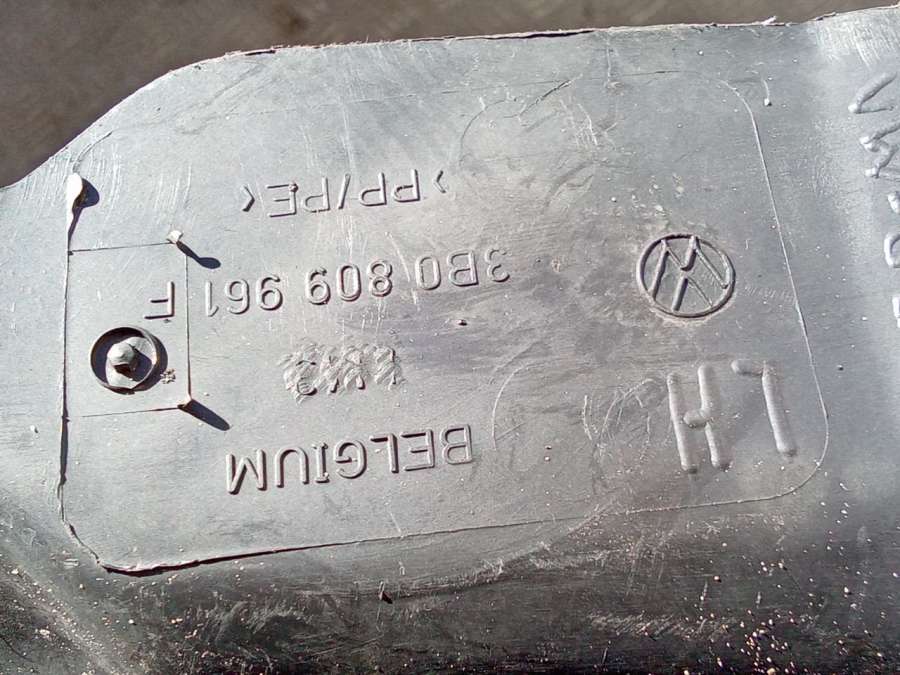 LH
BELGIUM
3B0 809 961 F
>PP/PE<